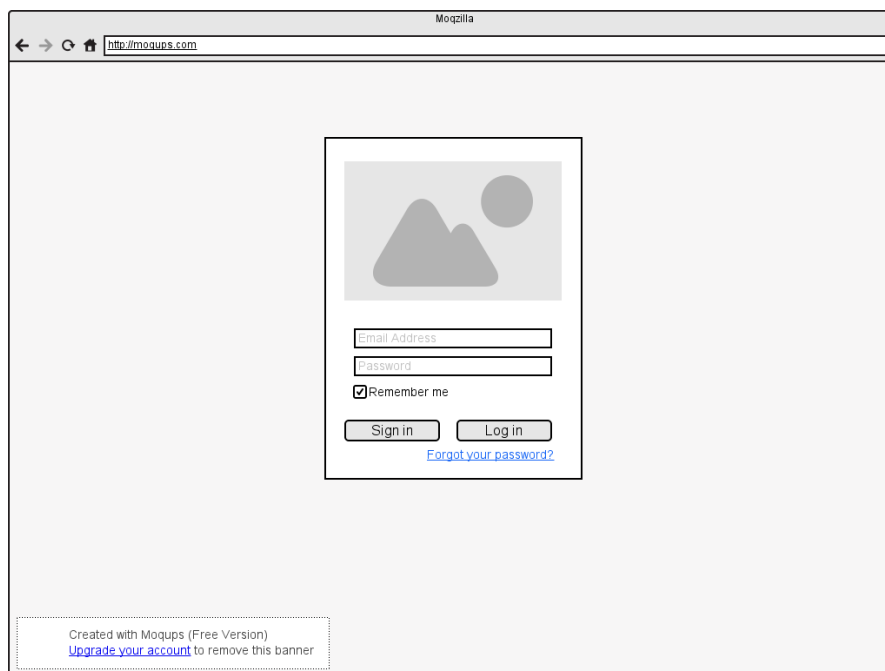 Moqzilla
http://moqups.com
Email Address
Password
Remember me
Sign in Log in
Forgot your password?
Created with Moqups (Free Version)
Upgrade your account to remove this banner